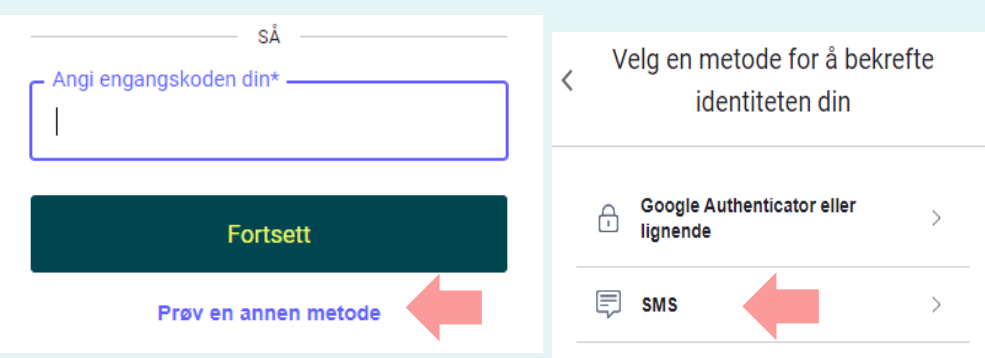 SÅ
Angi engangskoden din*
Fortsett
Prøv en annen metode
Velg en metode for å bekrefte
identiteten din
Google Authenticator eller
lignende
SMS